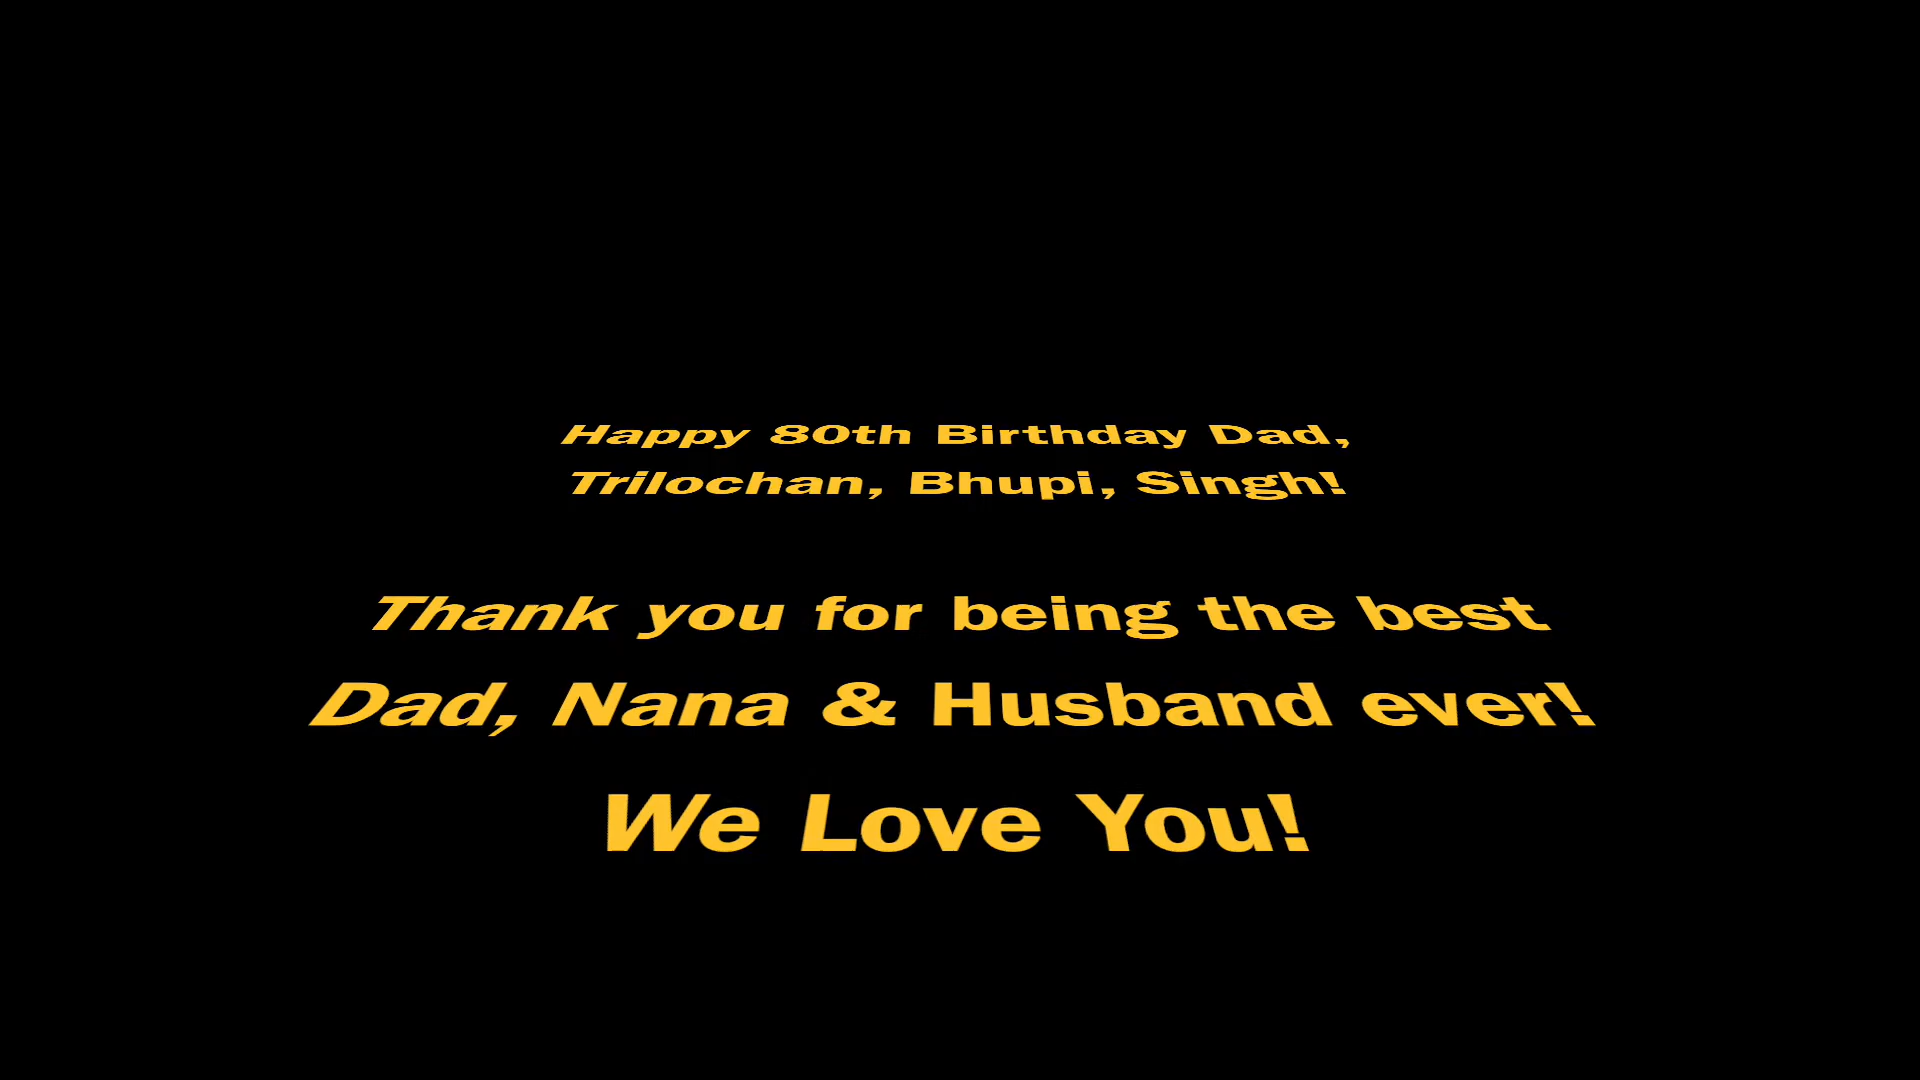 Happy 80th Birthday Dad,
Trilochan, Bhupi, Singh!
Thank you for being the best
Dad, Nana & Husband ever!
We Love You!